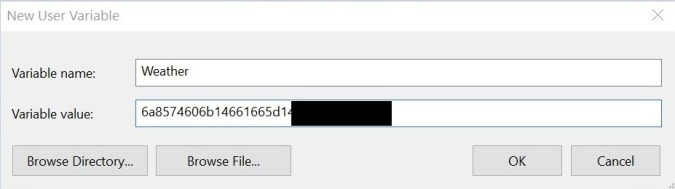 New User Variable
Variable name:
Weather
Variable value:
6a8574606b14661665d14
Browse Directory...
Browse File...
OK
Cancel